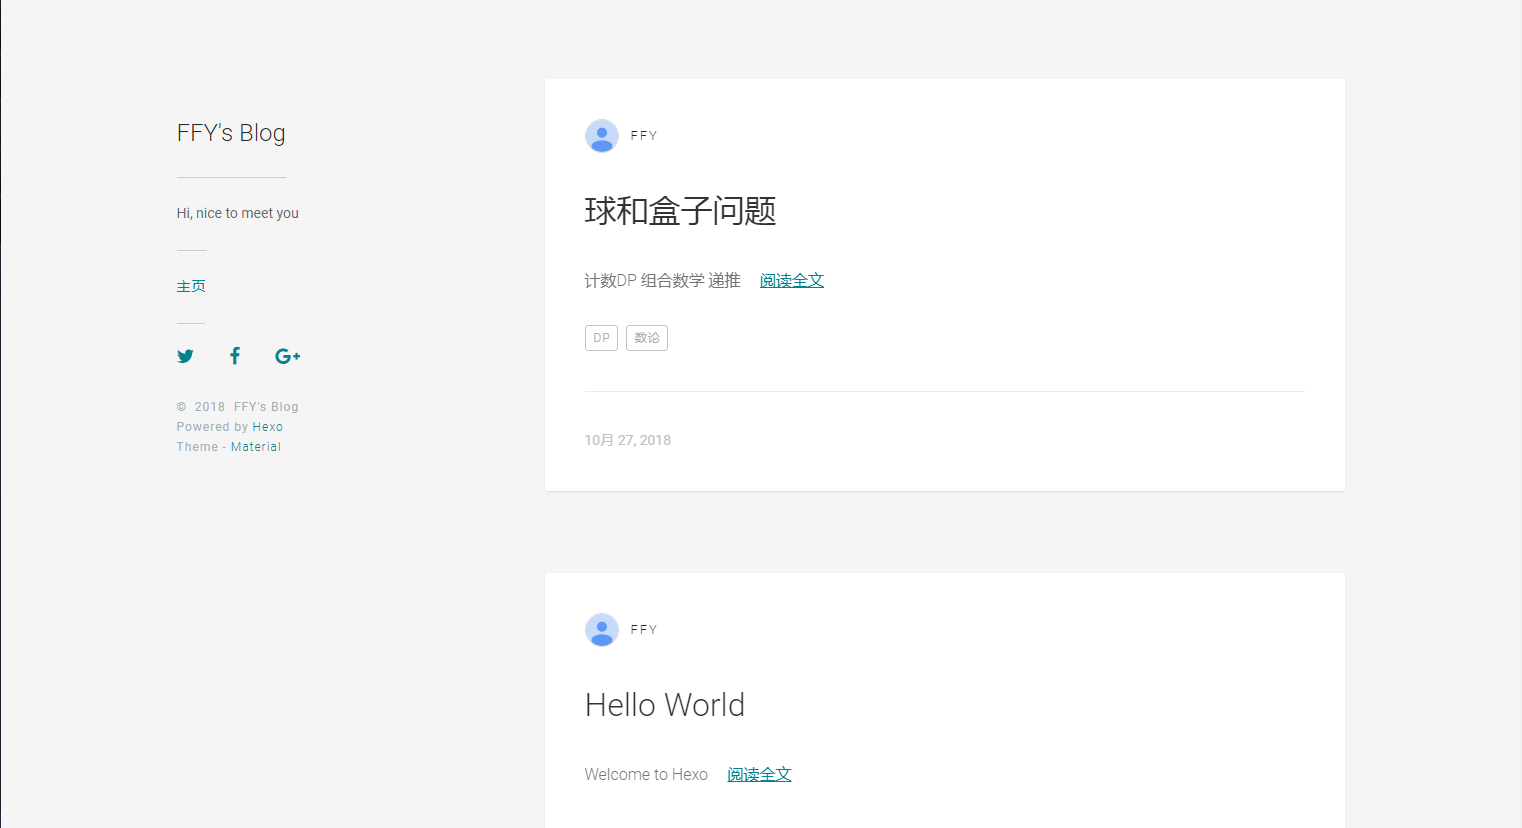 FFY's Blog
Hi, nice to meet you
主页
© 2018 FFY's Blog
Powered by Hexo
Theme - Material
FFY
球和盒子问题
计数DP 组合数学 递推 阅读全文
DP 数论
10月 27, 2018
FFY
Hello World
Welcome to Hexo 阅读全文